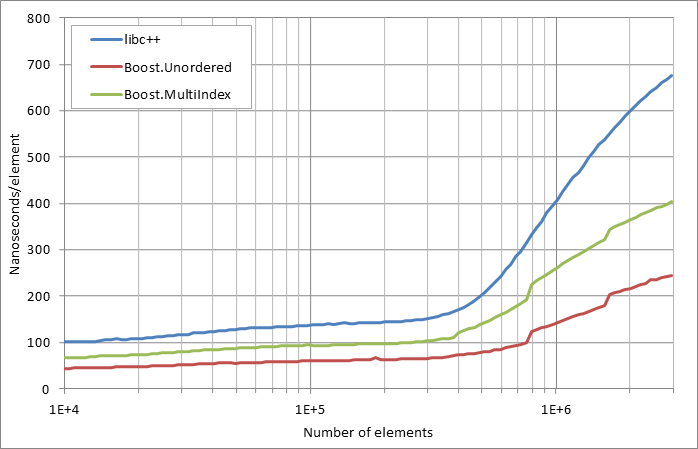 800
700
600
500
400
300
200
100
0
Nanoseconds/element
libc++
Boost.Unordered
Boost.MultiIndex
1E+4
1E+5
1E+6
Number of elements